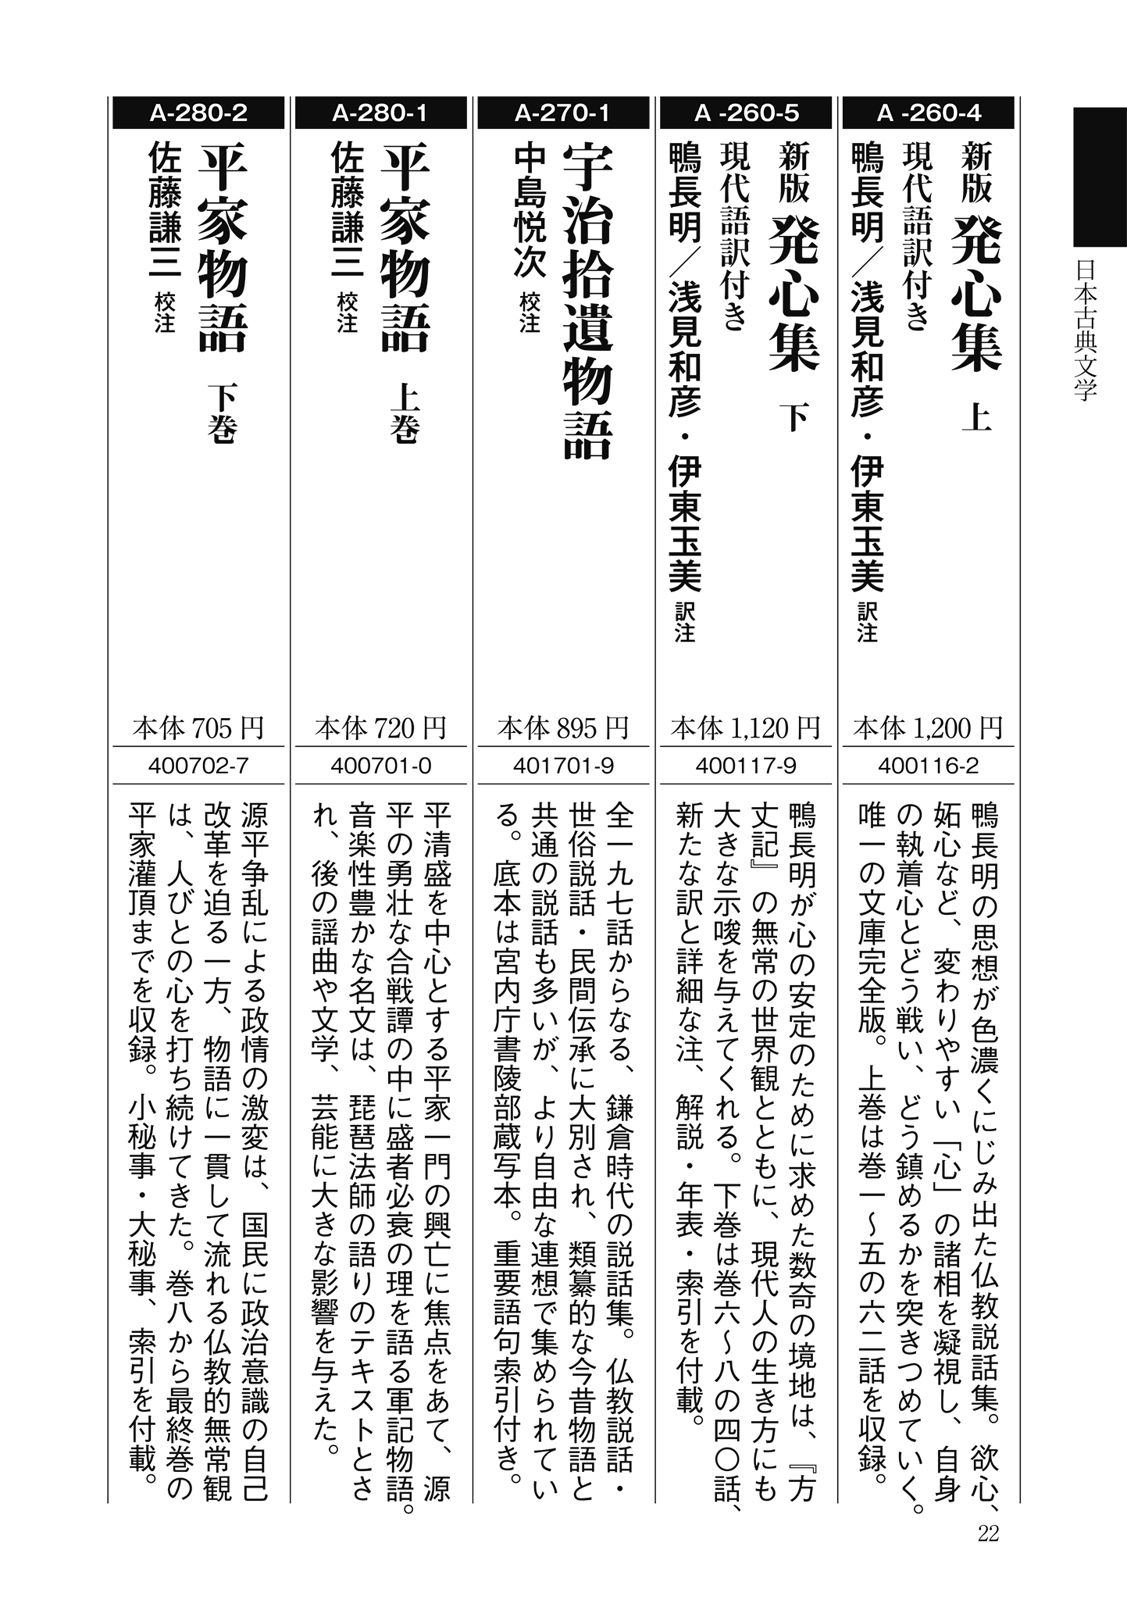 日本古典文学
A-260-4
新版 発心集 上
現代語訳付き
鴨長明／浅見和彦・伊東玉美 訳注
本体1,200円
400116-2
鴨長明の思想が色濃くにじみ出た仏教説話集。欲心、
妬心など、変わりやすい「心」の諸相を凝視し、自身
の執着心とどう戦い、どう鎮めるかを突きつめていく。
唯一の文庫完全版。上巻は巻一～五の六二話を収録。
A-260-5
新版 発心集 下
現代語訳付き
鴨長明／浅見和彦・伊東玉美 訳注
本体1,120円
400117-9
鴨長明が心の安定のために求めた数奇の境地は、『方
丈記』の無常の世界観とともに、現代人の生き方にも
大きな示唆を与えてくれる。下巻は巻六～八の四〇話、
新たな訳と詳細な注、解説・年表・索引を付載。
A-270-1
宇治拾遺物語
中島悦次 校注
本体895円
401701-9
全一九七話からなる、鎌倉時代の説話集。仏教説話・
世俗説話・民間伝承に大別され、類纂的な今昔物語と
共通の説話も多いが、より自由な連想で集められてい
る。底本は宮内庁書陵部蔵写本。重要語句索引付き。
A-280-1
平家物語 上巻
佐藤謙三 校注
本体720円
400701-0
平清盛を中心とする平家一門の興亡に焦点をあて、源
平の勇壮な合戦譚の中に盛者必衰の理を語る軍記物語。
音楽性豊かな名文は、琵琶法師の語りのテキストとさ
れ、後の謡曲や文学、芸能に大きな影響を与えた。
A-280-2
平家物語 下巻
佐藤謙三 校注
本体705円
400702-7
源平争乱による政情の激変は、国民に政治意識の自己
改革を迫る一方、物語に一貫して流れる仏教的無常観
は、人びとの心を打ち続けてきた。巻八から最終巻の
平家灌頂までを収録。小秘事・大秘事、索引を付載。
22